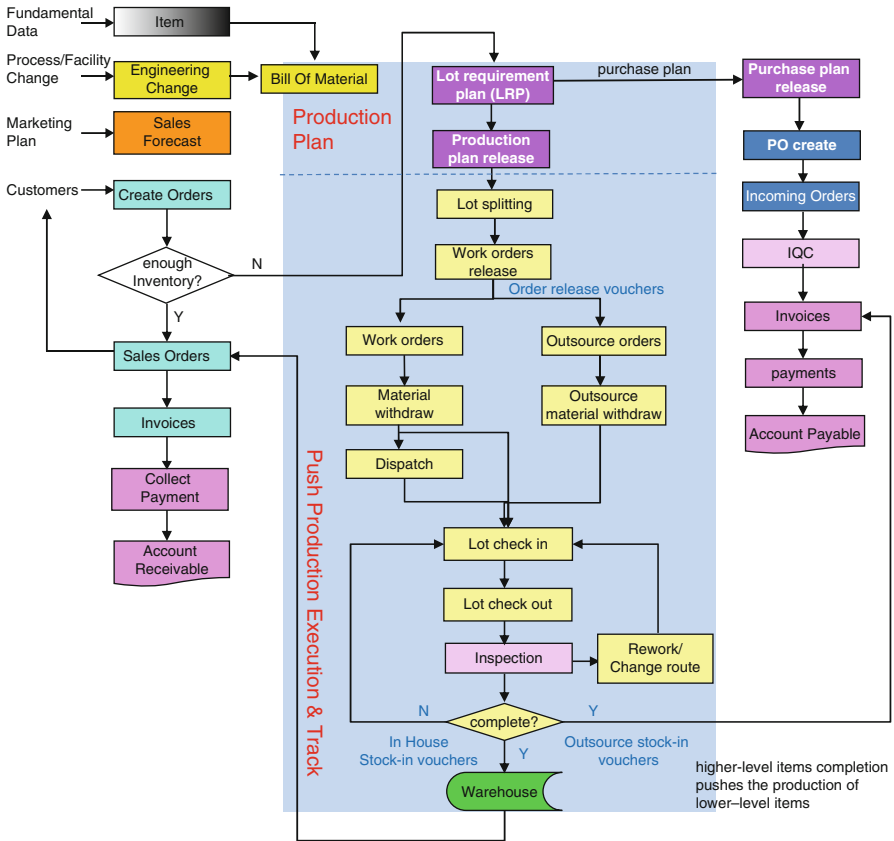 Fundamental
Data
Item
Process/Facility
Change
Engineering
Change
Bill Of Material
Marketing
Plan
Sales
Forecast
Customers
Create Orders
enough
Inventory?
N
Y
Sales Orders
Invoices
Collect
Payment
Account
Receivable
Production
Plan
Lot requirement
plan (LRP)
purchase plan
Production
plan release
Lot splitting
Work orders
release
Order release vouchers
Work orders
Outsource orders
Material
withdraw
Outsource
material withdraw
Dispatch
Push Production Execution & Track
Lot check in
Lot check out
Inspection
Rework/
Change route
complete?
N
Y
In House
Stock-in vouchers
Y
Outsource stock-in
vouchers
Warehouse
Purchase plan
release
PO create
Incoming Orders
IQC
Invoices
payments
Account Payable
higher-level items completion
pushes the production of
lower–level items